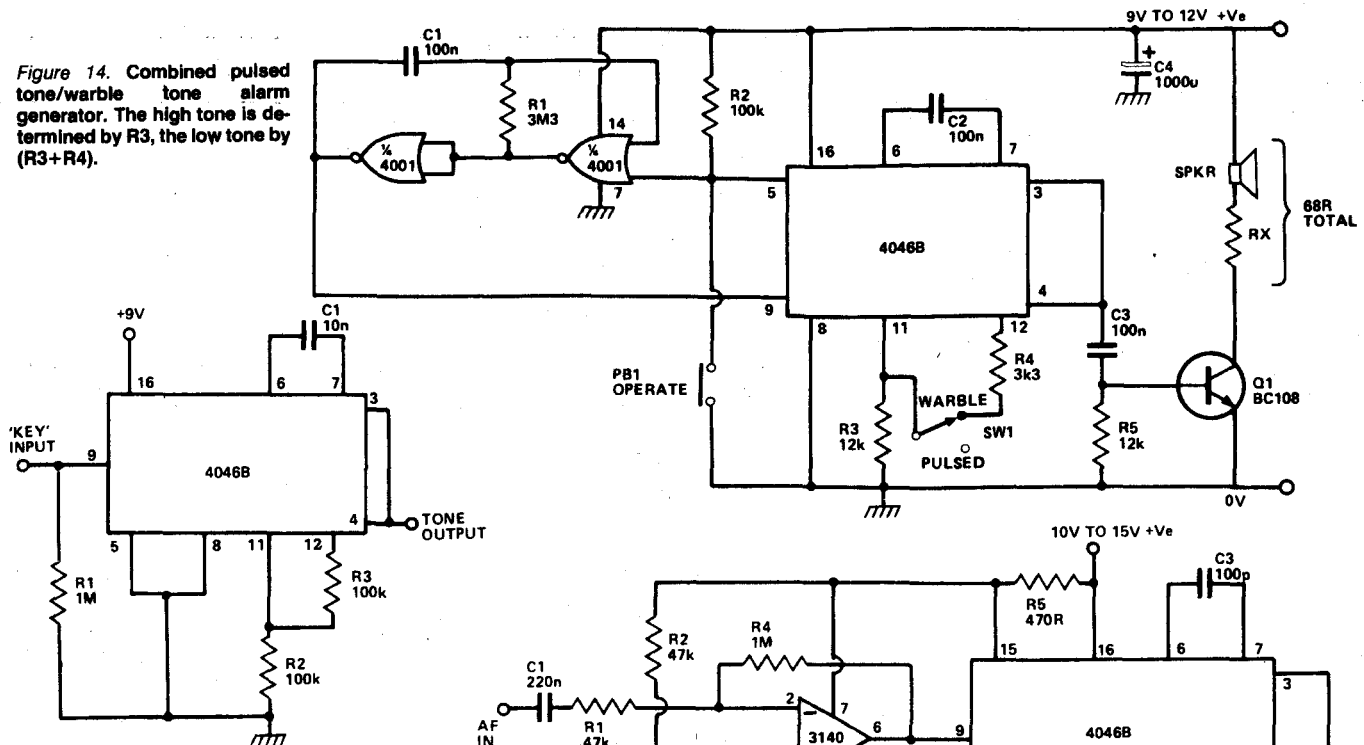 Figure 14. Combined pulsed
tone/warble tone alarm
generator. The high tone is de-
termined by R3, the low tone by
(R3+R4).
9V TO 12V +Ve
C1
100n
R1
3M3
¼
4001
14
¼
4001
7
R2
100k
C2
100n
16
6
7
5
3
4046B
4
9
8
11
12
+
C4
1000u
SPKR
RX
68R
TOTAL
C3
100n
Q1
BC108
R5
12k
R4
3k3
WARBLE
SW1
PULSED
R3
12k
PB1
OPERATE
0V
+9V
C1
10n
16
6
7
3
'KEY'
INPUT
9
4046B
4
TONE
OUTPUT
5
8
11
12
R1
1M
R3
100k
R2
100k
10V TO 15V +Ve
C3
100p
R5
470R
R2
47k
R4
1M
15
16
6
7
3
C1
220n
AF
IN
R1
47k
2
−
7
3140
6
9
4046B